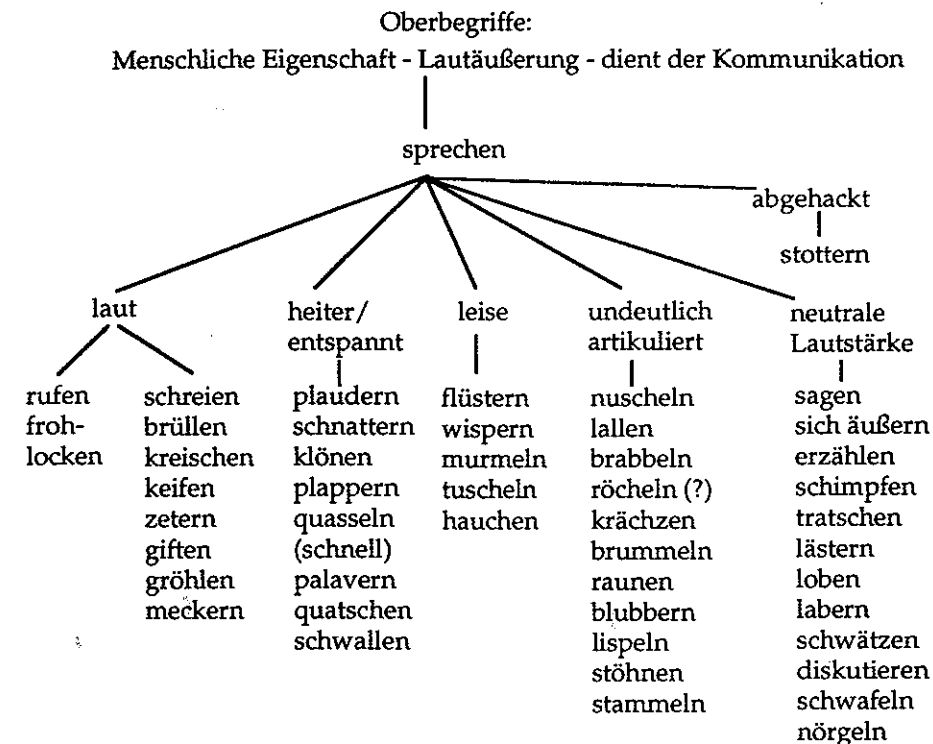 Oberbegriffe:
Menschliche Eigenschaft - Lautäußerung - dient der Kommunikation
sprechen
abgehackt
stottern
laut
rufen
froh-
locken
schreien
brüllen
kreischen
keifen
zetern
giften
gröhlen
meckern
heiter/
entspannt
plaudern
schnattern
klönen
plappern
quasseln
(schnell)
palavern
quatschen
schwallen
leise
flüstern
wispern
murmeln
tuscheln
hauchen
undeutlich
artikuliert
nuscheln
lallen
brabbeln
röcheln (?)
krächzen
brummeln
raunen
blubbern
lispeln
stöhnen
stammeln
neutrale
Lautstärke
sagen
sich äußern
erzählen
schimpfen
tratschen
lästern
loben
labern
schwätzen
diskutieren
schwafeln
nörgeln